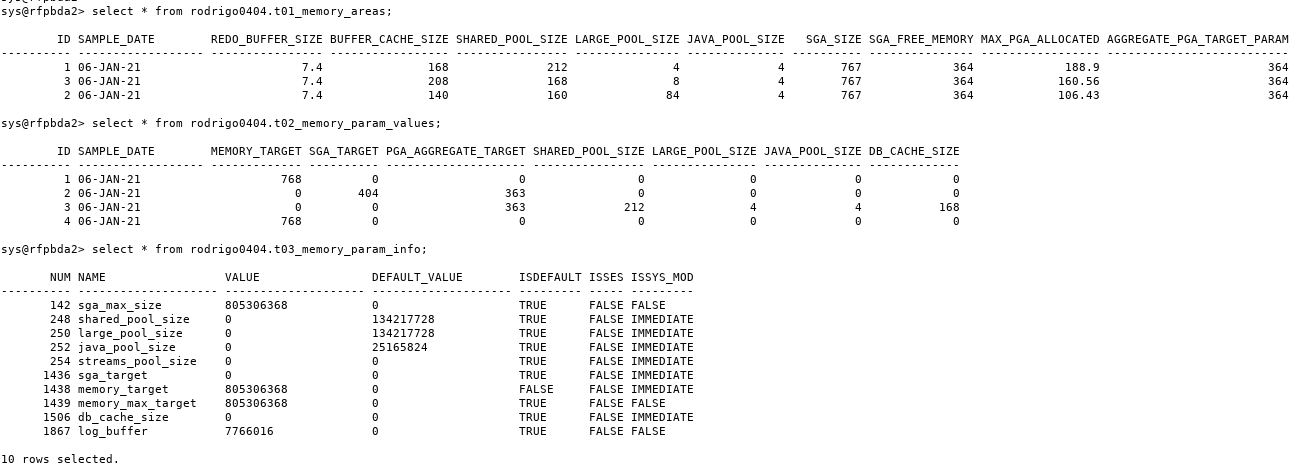 sys@rfpbda2> select * from rodrigo0404.t01_memory_areas;
ID SAMPLE_DATE REDO_BUFFER_SIZE BUFFER_CACHE_SIZE SHARED_POOL_SIZE LARGE_POOL_SIZE JAVA_POOL_SIZE SGA_SIZE SGA_FREE_MEMORY MAX_PGA_ALLOCATED AGGREGATE_PGA_TARGET_PARAM
---------- ------------------ ---------------- ----------------- ---------------- --------------- -------------- ---------- --------------- ----------------- --------------------------
1 06-JAN-21 7.4 168 212 4 4 767 364 188.9 364
3 06-JAN-21 7.4 208 168 8 4 767 364 160.56 364
2 06-JAN-21 7.4 140 160 84 4 767 364 106.43 364
sys@rfpbda2> select * from rodrigo0404.t02_memory_param_values;
ID SAMPLE_DATE MEMORY_TARGET SGA_TARGET PGA_AGGREGATE_TARGET SHARED_POOL_SIZE LARGE_POOL_SIZE JAVA_POOL_SIZE DB_CACHE_SIZE
---------- ------------------ ------------- ---------- -------------------- ---------------- --------------- -------------- -------------
1 06-JAN-21 768 0 0 0 0 0 0
2 06-JAN-21 0 404 363 0 0 0 0
3 06-JAN-21 0 0 363 212 4 4 168
4 06-JAN-21 768 0 0 0 0 0 0
sys@rfpbda2> select * from rodrigo0404.t03_memory_param_info;
NUM NAME VALUE DEFAULT_VALUE ISDEFAULT ISSES ISSYS_MOD
---------- -------------------- -------------------- -------------------- --------- ----- ---------
142 sga_max_size 805306368 0 TRUE FALSE FALSE
248 shared_pool_size 0 134217728 TRUE FALSE IMMEDIATE
250 large_pool_size 0 134217728 TRUE FALSE IMMEDIATE
252 java_pool_size 0 25165824 TRUE FALSE IMMEDIATE
254 streams_pool_size 0 0 TRUE FALSE IMMEDIATE
1436 sga_target 0 0 TRUE FALSE IMMEDIATE
1438 memory_target 805306368 0 FALSE FALSE IMMEDIATE
1439 memory_max_target 805306368 0 TRUE FALSE FALSE
1506 db_cache_size 0 0 TRUE FALSE IMMEDIATE
1867 log_buffer 7766016 0 TRUE FALSE FALSE
10 rows selected.